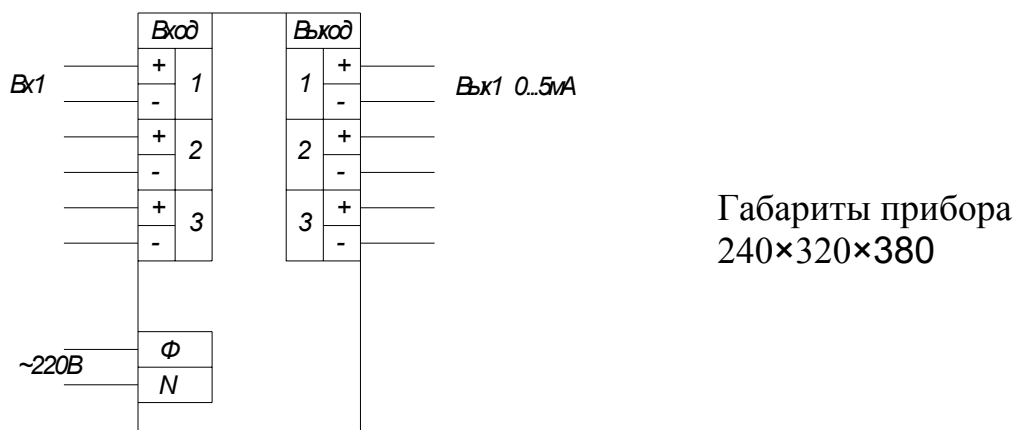 Вход Выход
+ +
Вх1 1 1 Вых1 0...5мА
- -
+ +
2 2
- -
+ +
3 3
- -
Габариты прибора
240×320×380
Ф
~220В
N